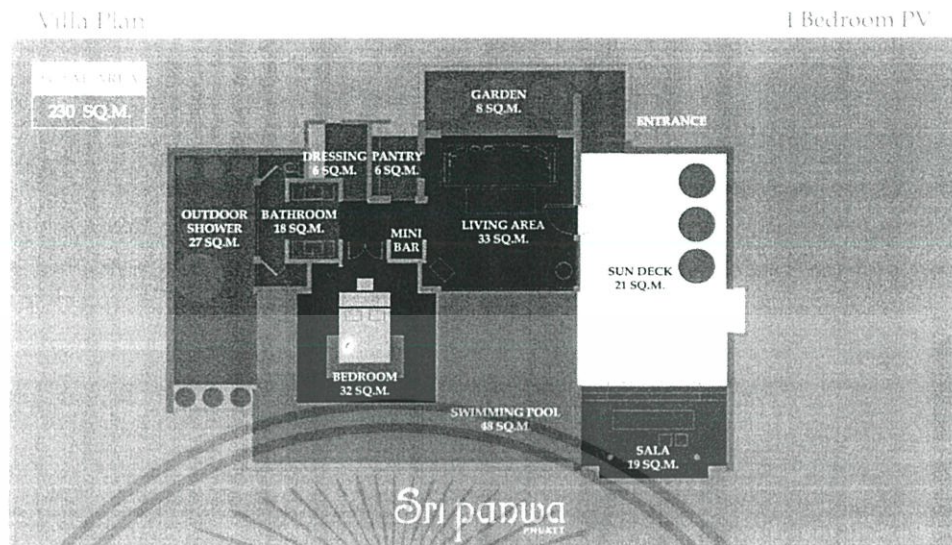 Villa Plan
1 Bedroom PV
TOTAL AREA
230 SQ.M.
GARDEN
8 SQ.M.
ENTRANCE
DRESSING
6 SQ.M.
PANTRY
6 SQ.M.
OUTDOOR
SHOWER
27 SQ.M.
BATHROOM
18 SQ.M.
MINI
BAR
LIVING AREA
33 SQ.M.
SUN DECK
21 SQ.M.
BEDROOM
32 SQ.M.
SWIMMING POOL
48 SQ.M.
SALA
19 SQ.M.
Sri panwa
PHUKET